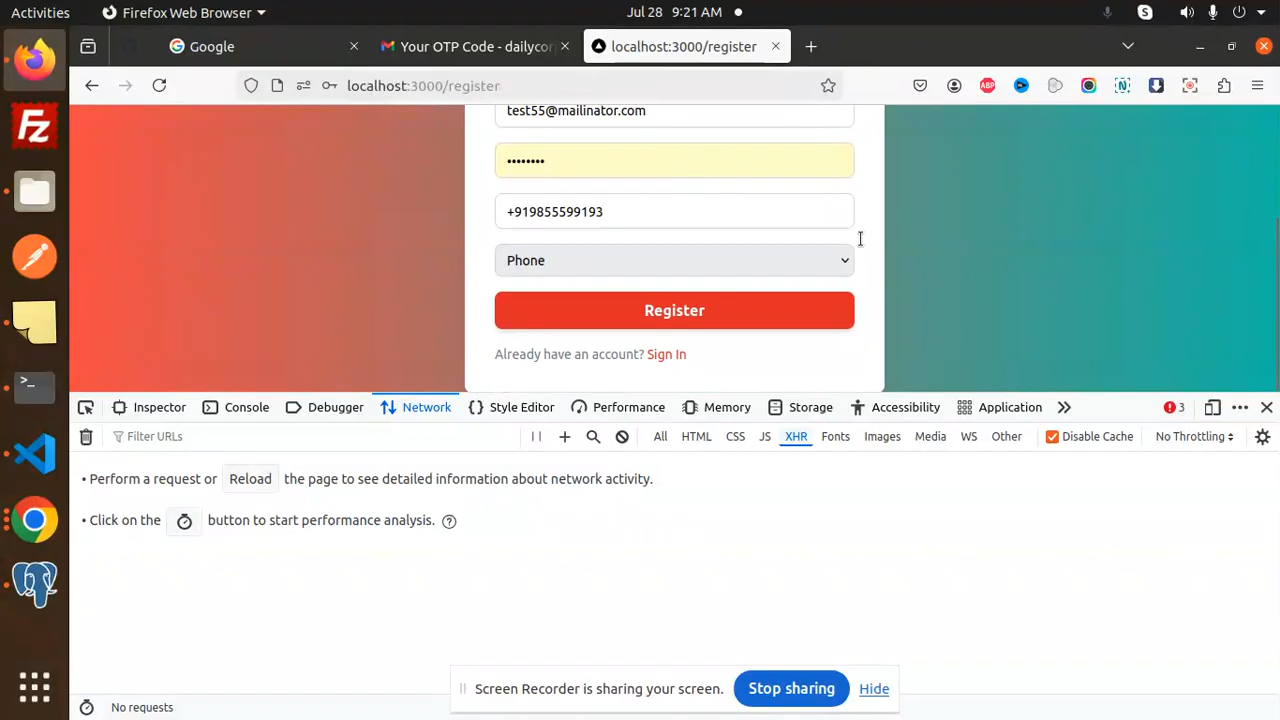 Activities Firefox Web Browser Jul 28 9:21 AM
Google Your OTP Code - dailycor localhost:3000/register
localhost:3000/register
test55@mailinator.com
••••••••
+919855599193
Phone
Register
Already have an account? Sign In
Inspector Console Debugger Network Style Editor Performance Memory Storage Accessibility Application 3
Filter URLs All HTML CSS JS XHR Fonts Images Media WS Other Disable Cache No Throttling
• Perform a request or Reload the page to see detailed information about network activity.
• Click on the button to start performance analysis. ?
Screen Recorder is sharing your screen. Stop sharing Hide
No requests